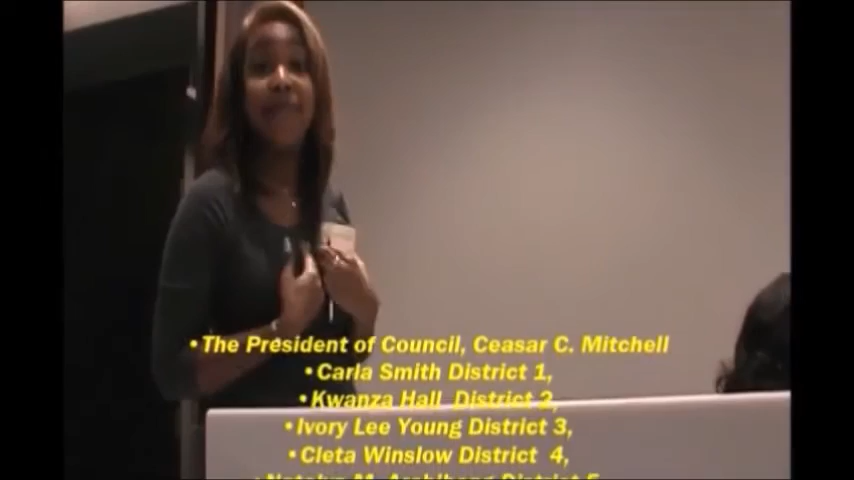 •The President of Council, Ceasar C. Mitchell
•Carla Smith District 1,
•Kwanza Hall District 2,
•Ivory Lee Young District 3,
•Cleta Winslow District 4,